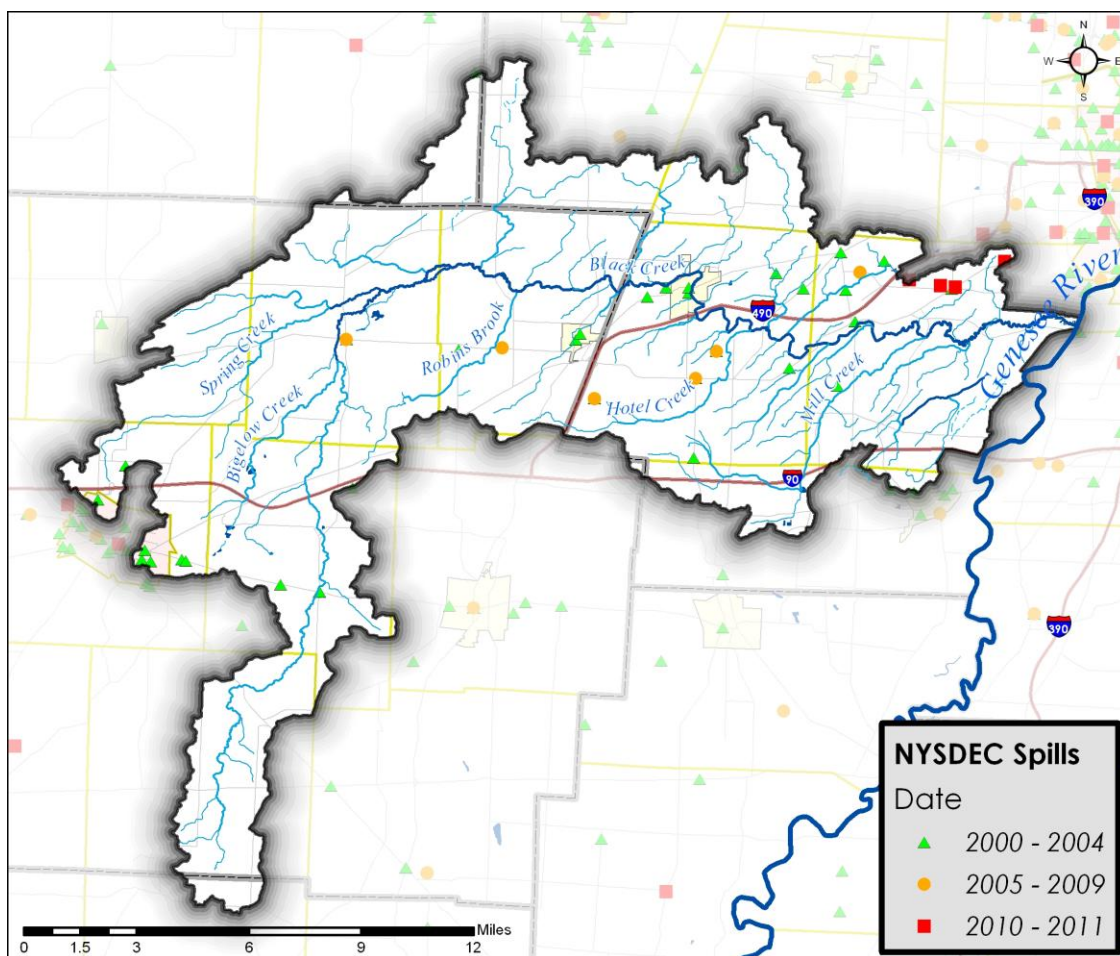 N
W E
S
390
Black Creek
Genesee River
490
Spring Creek
Robins Brook
Bigelow Creek
Hotel Creek
Mill Creek
90
390
NYSDEC Spills
Date
2000 - 2004
2005 - 2009
2010 - 2011
Miles
0 1.5 3 6 9 12